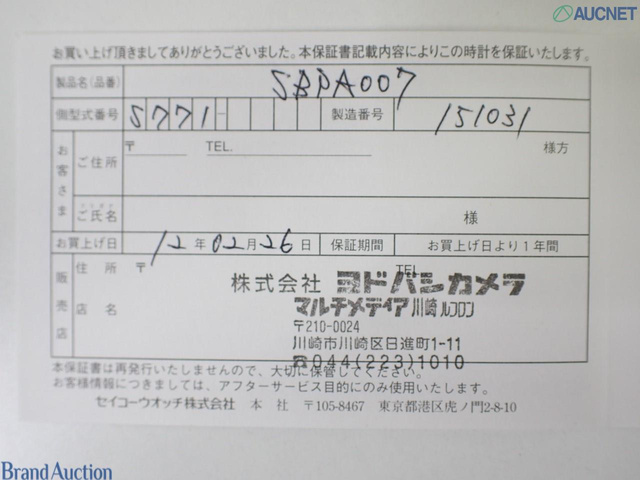 AUCNET
お買い上げ頂きましてありがとうございました。本保証書記載内容によりこの時計を保証いたします。
製品名(品番) SBPA007
側型式番号 S771- 製造番号 151031
お客さま ご住所 〒 TEL. 様方
ご氏名 様
お買上げ日 12年02月26日 保証期間 お買上げ日より1年間
販売店 住所 〒 TEL
株式会社 ヨドバシカメラ
店名 マルチメディア川崎ルフロン
〒210-0024
川崎市川崎区日進町1-11
☎044(223)1010
本保証書は再発行いたしませんので、大切に保管してください。
お客様情報につきましては、アフターサービス目的にのみ使用いたします。
セイコーウオッチ株式会社 本社 〒105-8467 東京都港区虎ノ門2-8-10
Brand Auction